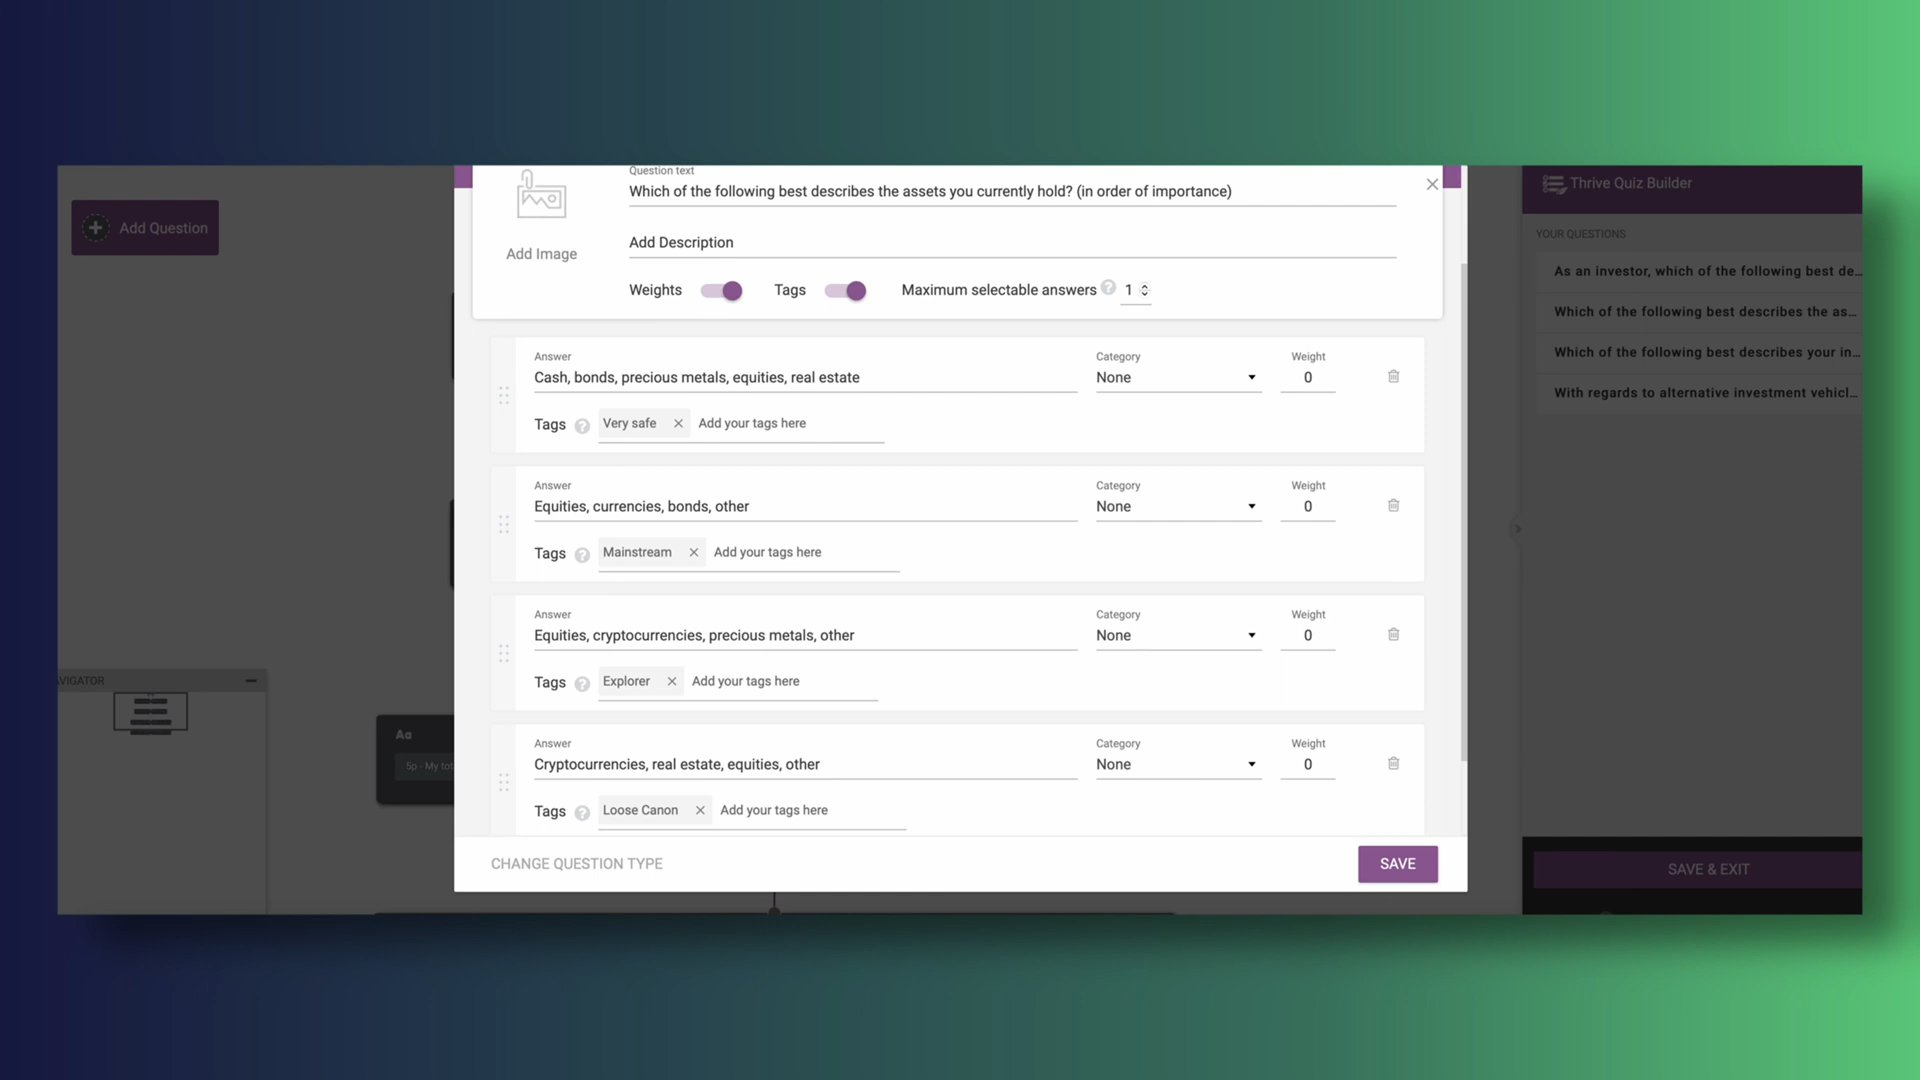 Question text
Which of the following best describes the assets you currently hold? (in order of importance)
Add Question
Add Image
Add Description
Weights Tags Maximum selectable answers ? 1
Answer Category Weight
Cash, bonds, precious metals, equities, real estate None 0
Tags ? Very safe × Add your tags here
Answer Category Weight
Equities, currencies, bonds, other None 0
Tags ? Mainstream × Add your tags here
Answer Category Weight
Equities, cryptocurrencies, precious metals, other None 0
Tags ? Explorer × Add your tags here
Answer Category Weight
Cryptocurrencies, real estate, equities, other None 0
Tags ? Loose Canon × Add your tags here
CHANGE QUESTION TYPE SAVE
AVIGATOR
Aa
5p - My tot
Thrive Quiz Builder
YOUR QUESTIONS
As an investor, which of the following best de...
Which of the following best describes the as...
Which of the following best describes your in...
With regards to alternative investment vehicl...
SAVE & EXIT